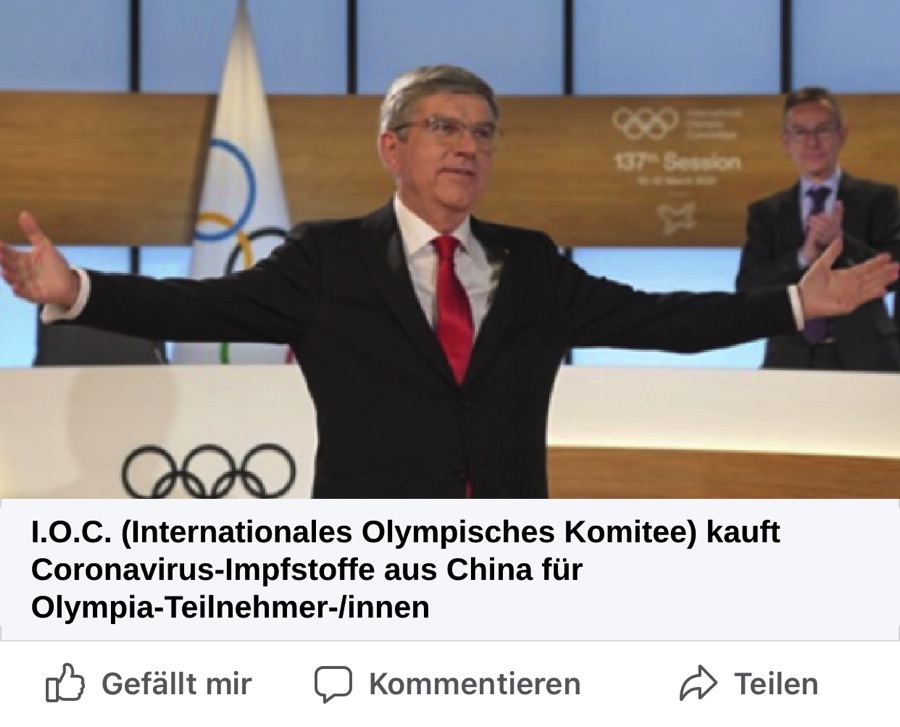 137th Session
I.O.C. (Internationales Olympisches Komitee) kauft
Coronavirus-Impfstoffe aus China für
Olympia-Teilnehmer-/innen
Gefällt mir
Kommentieren
Teilen